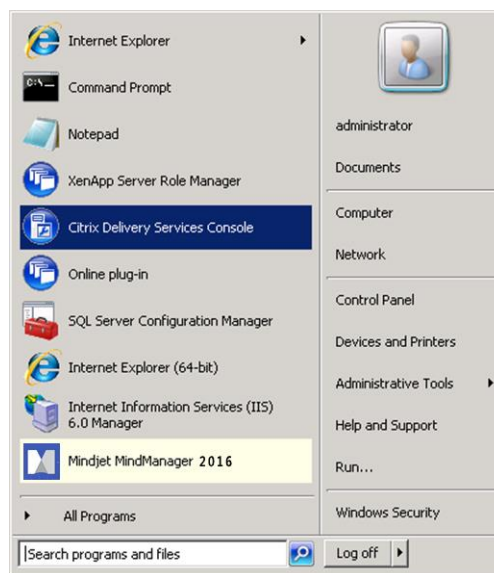 Internet Explorer
C:\_
Command Prompt
Notepad
XenApp Server Role Manager
Citrix Delivery Services Console
Online plug-in
SQL Server Configuration Manager
Internet Explorer (64-bit)
Internet Information Services (IIS)
6.0 Manager
Mindjet MindManager 2016
All Programs
Search programs and files
administrator
Documents
Computer
Network
Control Panel
Devices and Printers
Administrative Tools
Help and Support
Run...
Windows Security
Log off